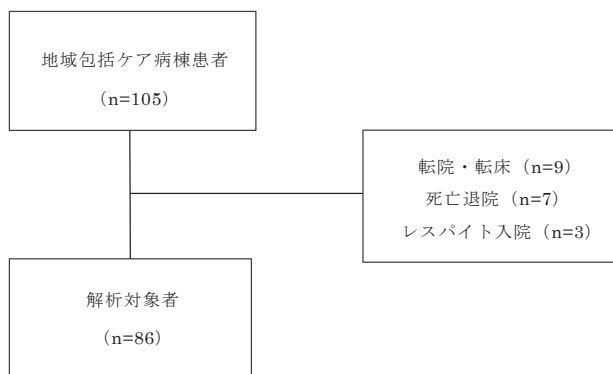 地域包括ケア病棟患者
(n=105)
転院・転床 (n=9)
死亡退院 (n=7)
レスパイト入院 (n=3)
解析対象者
(n=86)